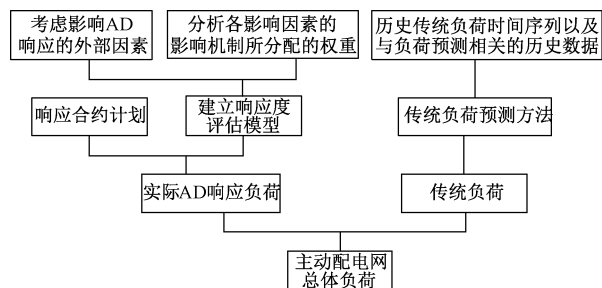 考虑影响AD
响应的外部因素
分析各影响因素的
影响机制所分配的权重
历史传统负荷时间序列以及
与负荷预测相关的历史数据
响应合约计划
建立响应度
评估模型
传统负荷预测方法
实际AD响应负荷
传统负荷
主动配电网
总体负荷